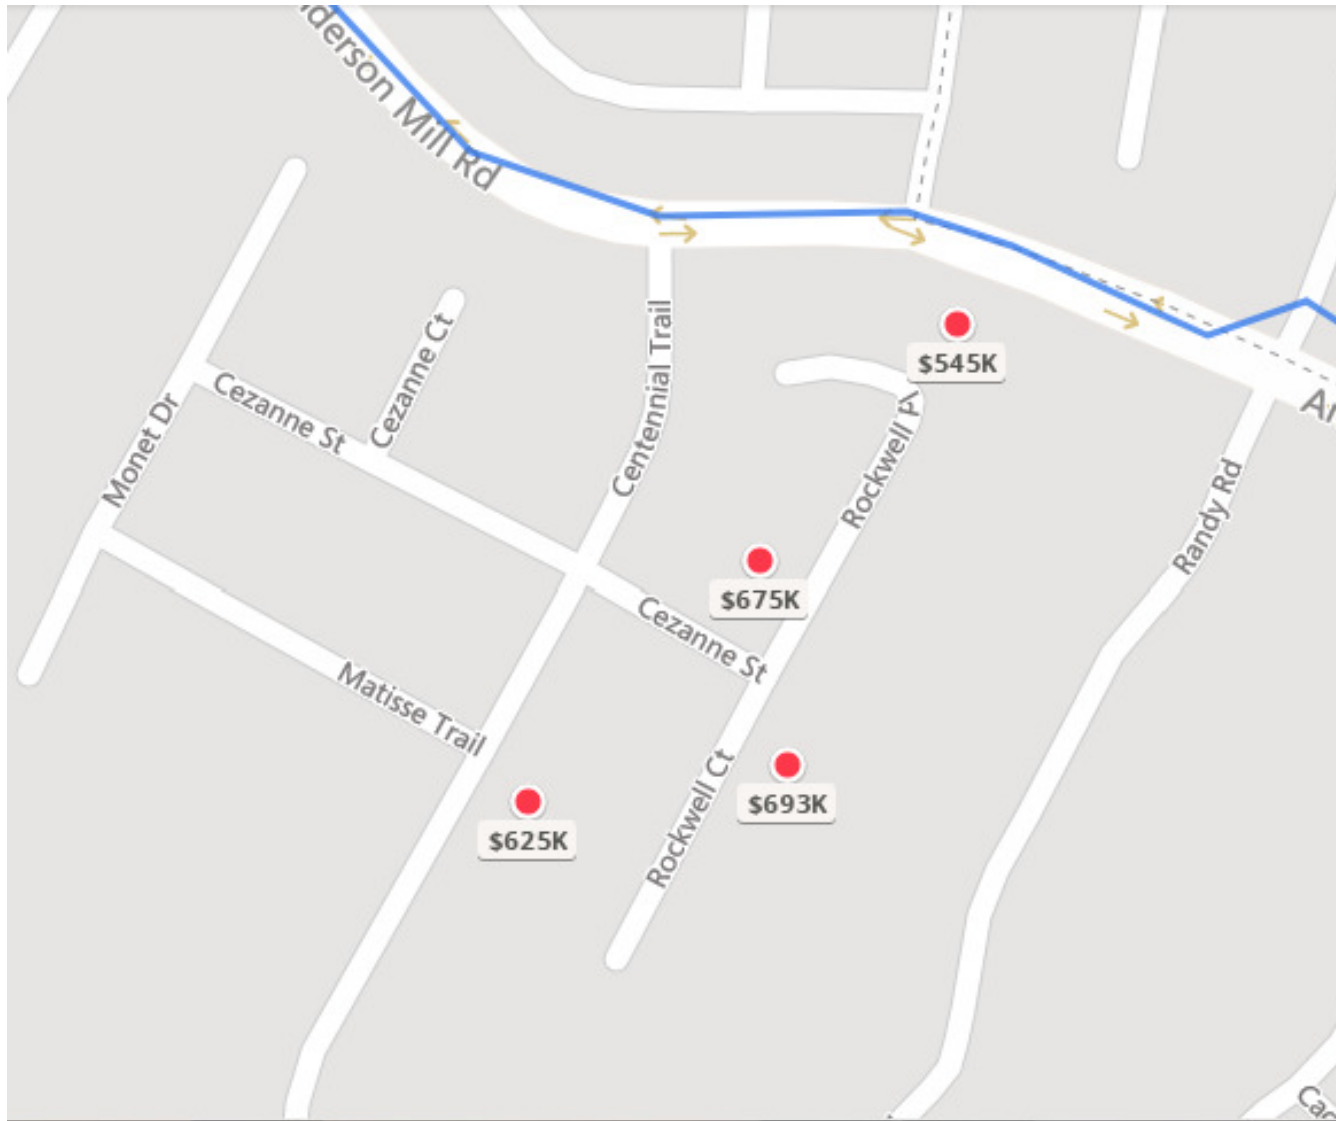 nderson Mill Rd
$545K
Cezanne Ct
Centennial Trail
Cezanne St
Monet Dr
Rockwell Pl
Randy Rd
$675K
Cezanne St
Matisse Trail
$693K
Rockwell Ct
$625K